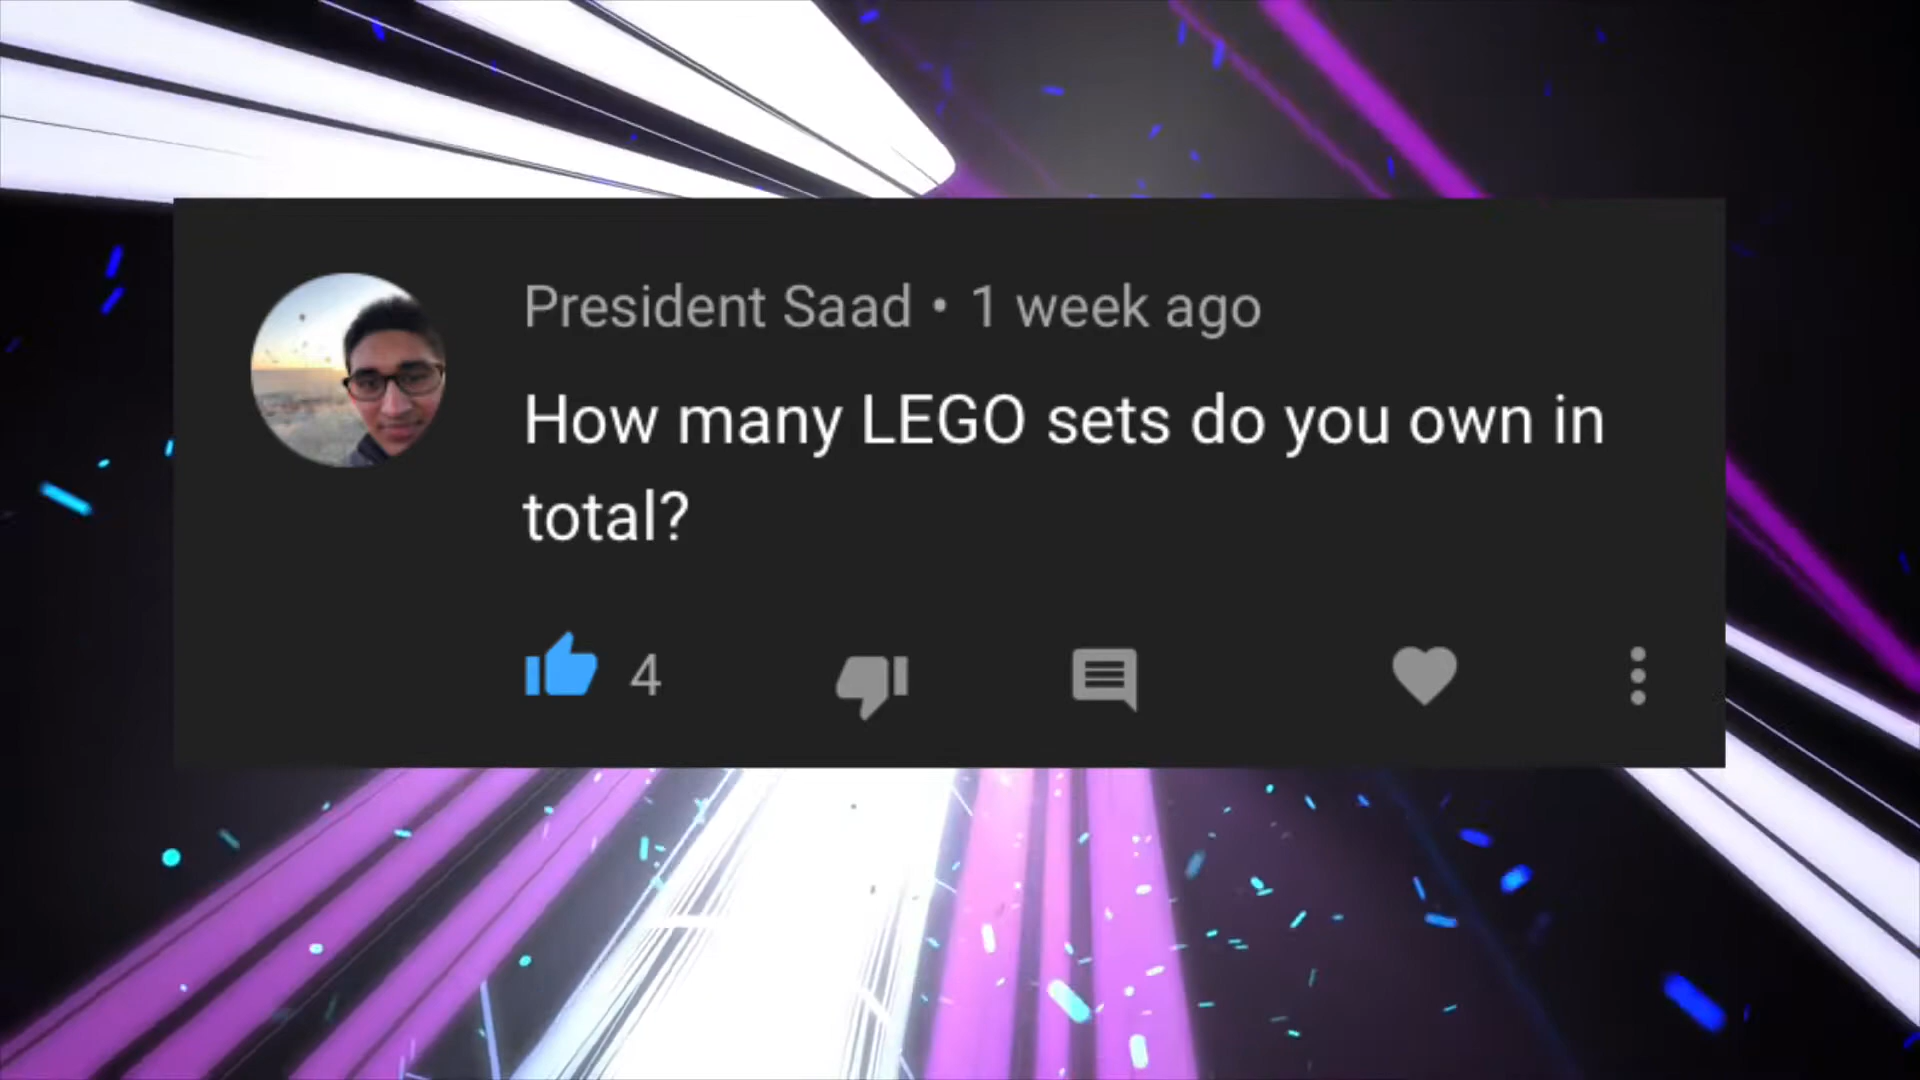 President Saad • 1 week ago
How many LEGO sets do you own in
total?
4